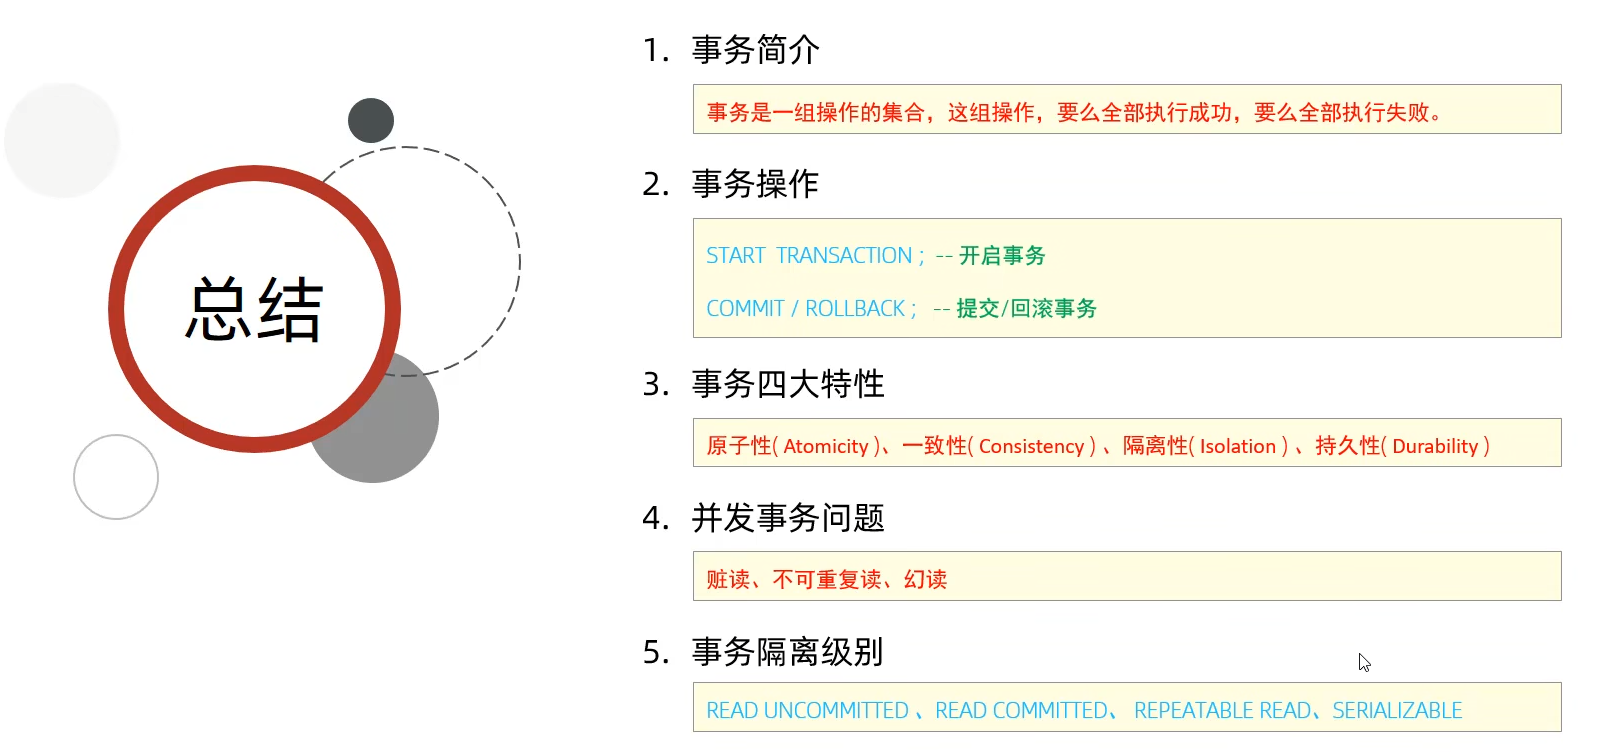 总结
1. 事务简介
事务是一组操作的集合，这组操作，要么全部执行成功，要么全部执行失败。
2. 事务操作
START TRANSACTION ; -- 开启事务
COMMIT / ROLLBACK ; -- 提交/回滚事务
3. 事务四大特性
原子性( Atomicity )、一致性( Consistency ) 、隔离性( Isolation ) 、持久性( Durability )
4. 并发事务问题
脏读、不可重复读、幻读
5. 事务隔离级别
READ UNCOMMITTED 、READ COMMITTED、 REPEATABLE READ、SERIALIZABLE